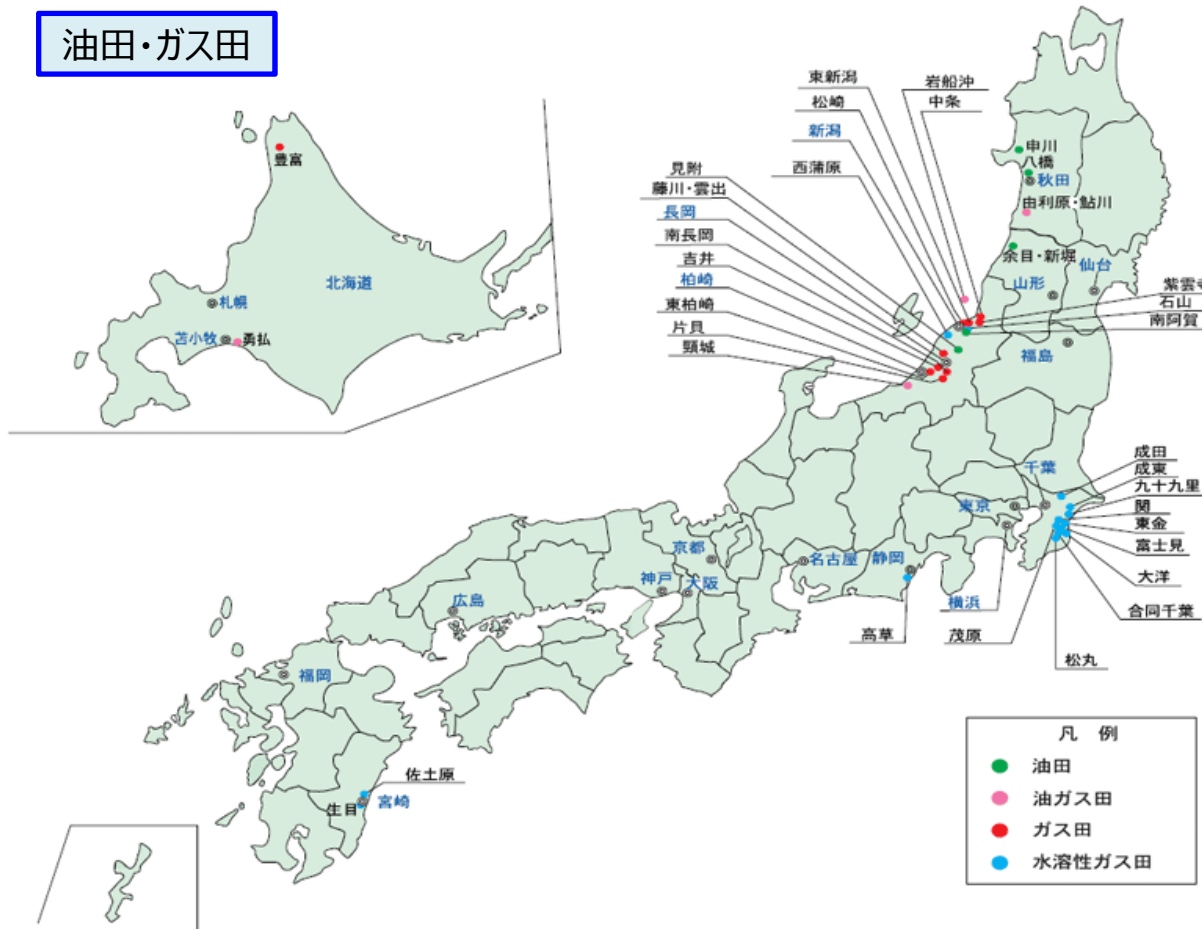 油田・ガス田
豊富
北海道
札幌
苫小牧
勇払
東新潟
松崎
新潟
西蒲原
岩船沖
中条
見附
藤川・雲出
長岡
南長岡
吉井
柏崎
東柏崎
片貝
頸城
申川
八橋
秋田
由利原・鮎川
余目・新堀
山形
仙台
紫雲寺
石山
南阿賀
福島
千葉
東京
横浜
成田
成東
九十九里
関
東金
富士見
大洋
合同千葉
茂原
松丸
名古屋
静岡
高草
京都
神戸
大阪
広島
福岡
佐土原
生目
宮崎
凡 例
油田
油ガス田
ガス田
水溶性ガス田